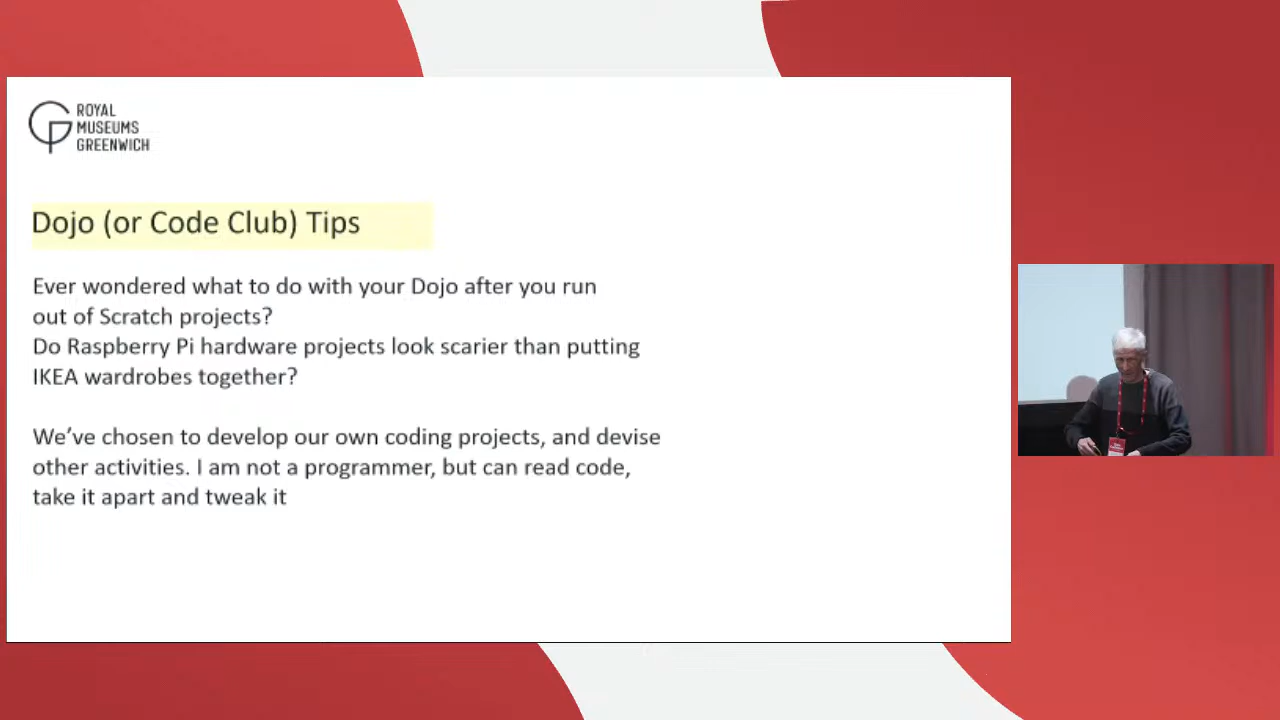 ROYAL
MUSEUMS
GREENWICH
Dojo (or Code Club) Tips
Ever wondered what to do with your Dojo after you run
out of Scratch projects?
Do Raspberry Pi hardware projects look scarier than putting
IKEA wardrobes together?
We’ve chosen to develop our own coding projects, and devise
other activities. I am not a programmer, but can read code,
take it apart and tweak it